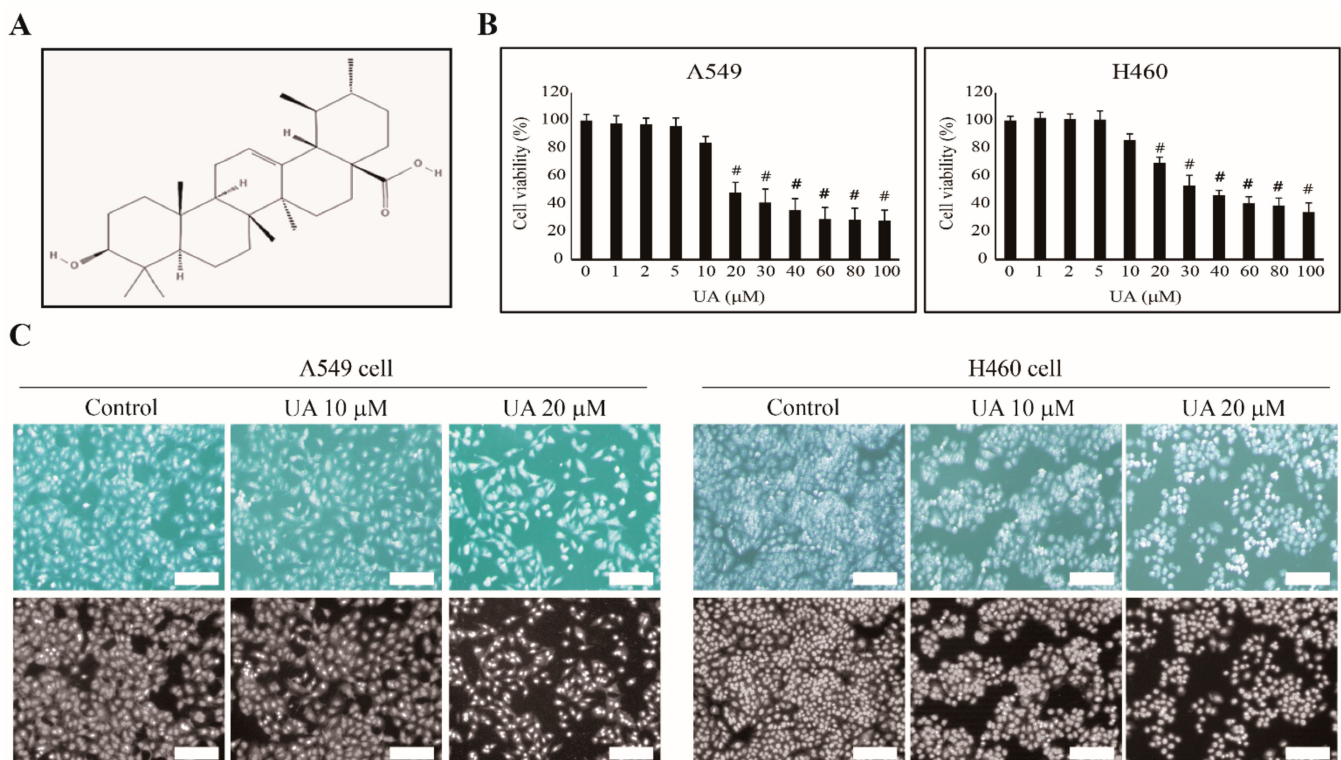 A
B
H
H
O
H
H
O
O
H
A549
120
100
80
60
40
20
0
Cell viability (%)
#
#
#
#
#
#
0 1 2 5 10 20 30 40 60 80 100
UA (μM)
H460
120
100
80
60
40
20
0
Cell viability (%)
#
#
#
#
#
#
0 1 2 5 10 20 30 40 60 80 100
UA (μM)
C
A549 cell
Control UA 10 μM UA 20 μM
H460 cell
Control UA 10 μM UA 20 μM